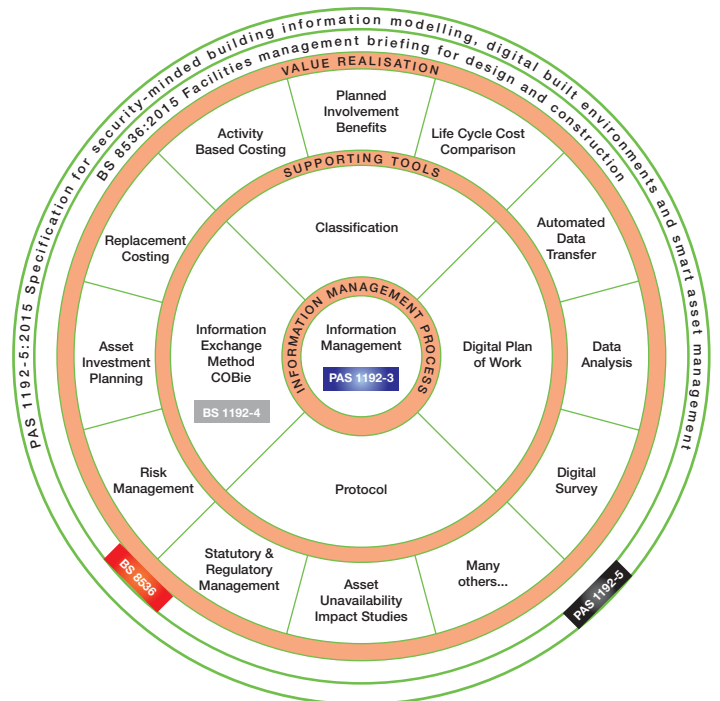 PAS 1192-5:2015 Specification for security-minded building information modelling, digital built environments and smart asset management
BS 8536:2015 Facilities management briefing for design and construction
VALUE REALISATION
Planned
Involvement
Benefits
Activity
Based Costing
Life Cycle Cost
Comparison
SUPPORTING TOOLS
Classification
Replacement
Costing
Automated
Data
Transfer
INFORMATION MANAGEMENT PROCESS
Information
Management
PAS 1192-3
Information
Exchange
Method
COBie
BS 1192-4
Digital Plan
of Work
Asset
Investment
Planning
Data
Analysis
Risk
Management
Protocol
Digital
Survey
Statutory &
Regulatory
Management
Asset
Unavailability
Impact Studies
Many
others...
BS 8536
PAS 1192-5